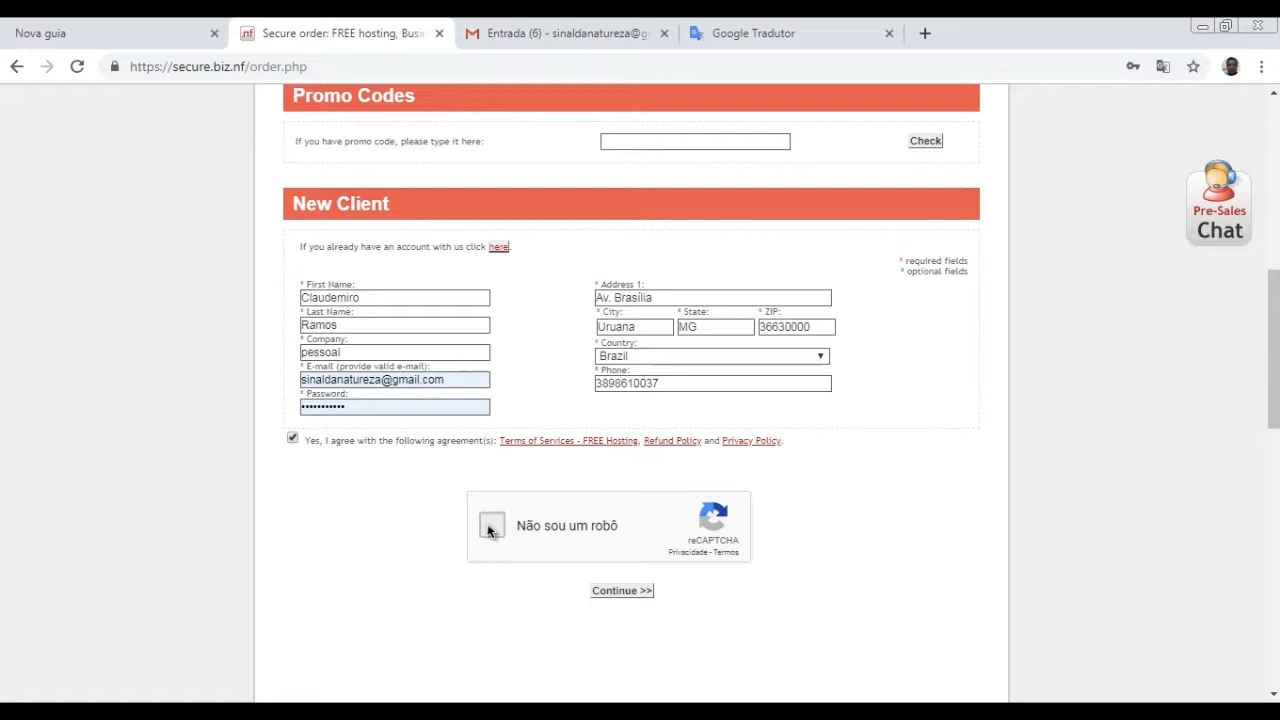 Nova guia
.nf Secure order: FREE hosting, Busi
Entrada (6) - sinaldanatureza@g
Google Tradutor
https://secure.biz.nf/order.php
Promo Codes
If you have promo code, please type it here:
Check
New Client
If you already have an account with us click here.
* required fields
* optional fields
* First Name:
Claudemiro
* Last Name:
Ramos
* Company:
pessoal
* E-mail (provide valid e-mail):
sinaldanatureza@gmail.com
* Password:
•••••••••••
* Address 1:
Av. Brasília
* City: * State: * ZIP:
Uruana MG 36630000
* Country:
Brazil
* Phone:
3898610037
Yes, I agree with the following agreement(s): Terms of Services - FREE Hosting, Refund Policy and Privacy Policy.
Não sou um robô
reCAPTCHA
Privacidade - Termos
Continue >>
Pre-Sales
Chat